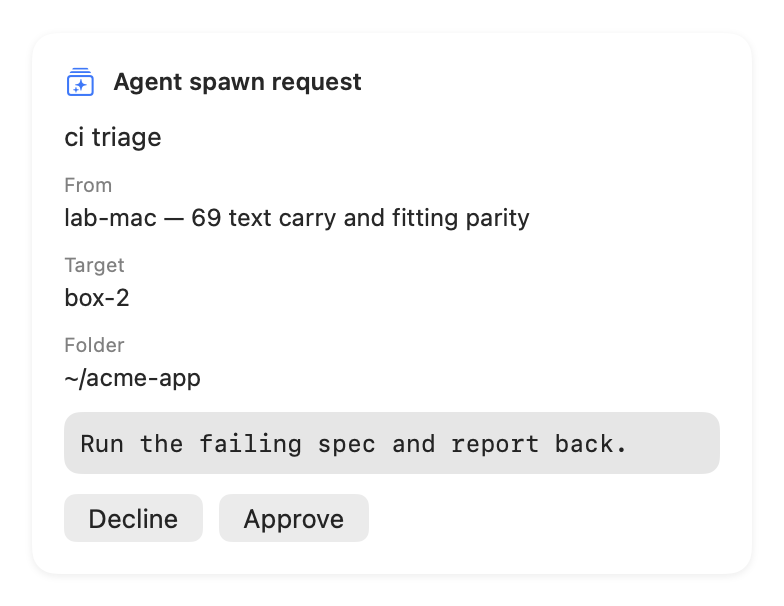 Agent spawn request
ci triage
From
lab-mac — 69 text carry and fitting parity
Target
box-2
Folder
~/acme-app
Run the failing spec and report back.
Decline
Approve